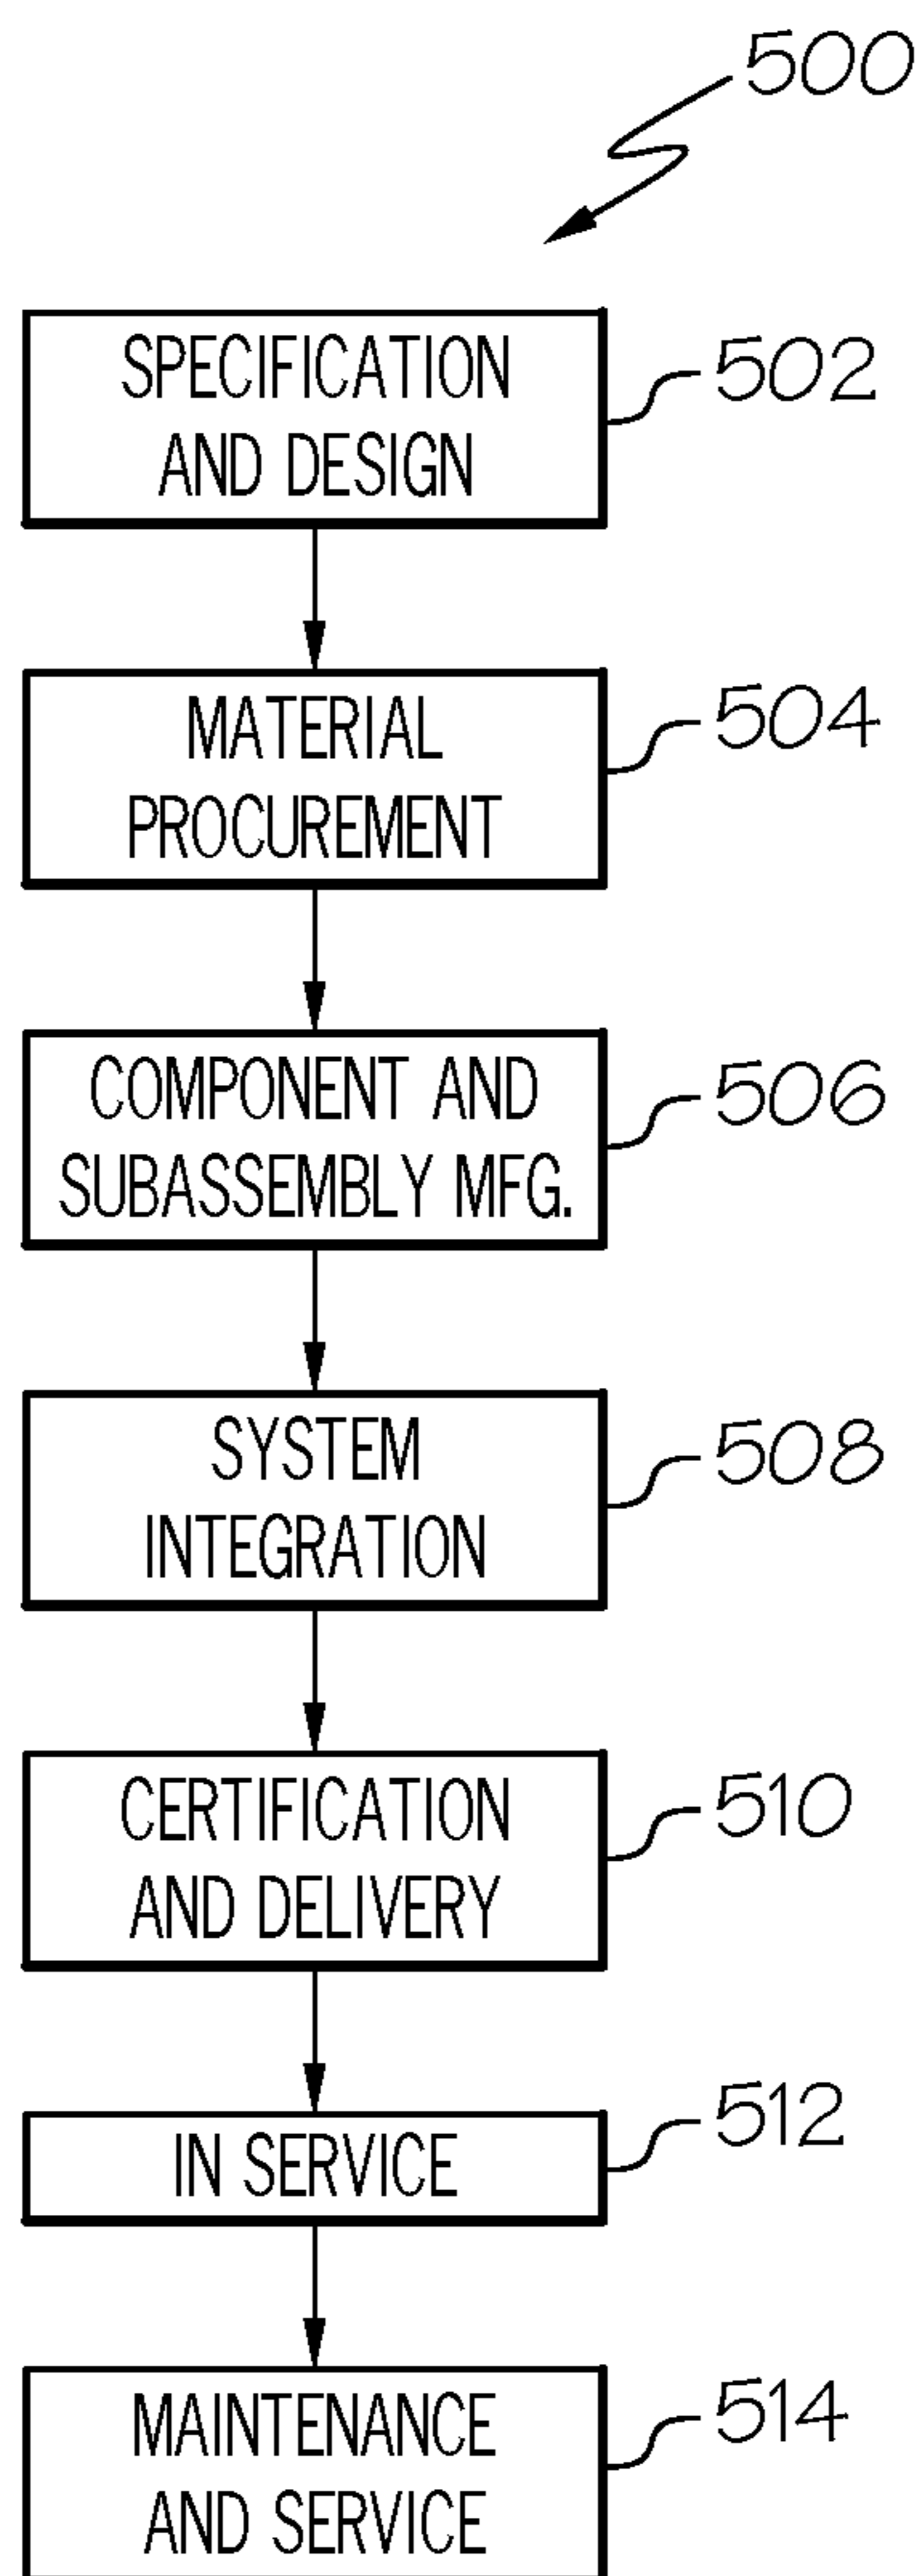 500
SPECIFICATION
AND DESIGN
502
MATERIAL
PROCUREMENT
504
COMPONENT AND
SUBASSEMBLY MFG.
506
SYSTEM
INTEGRATION
508
CERTIFICATION
AND DELIVERY
510
IN SERVICE
512
MAINTENANCE
AND SERVICE
514